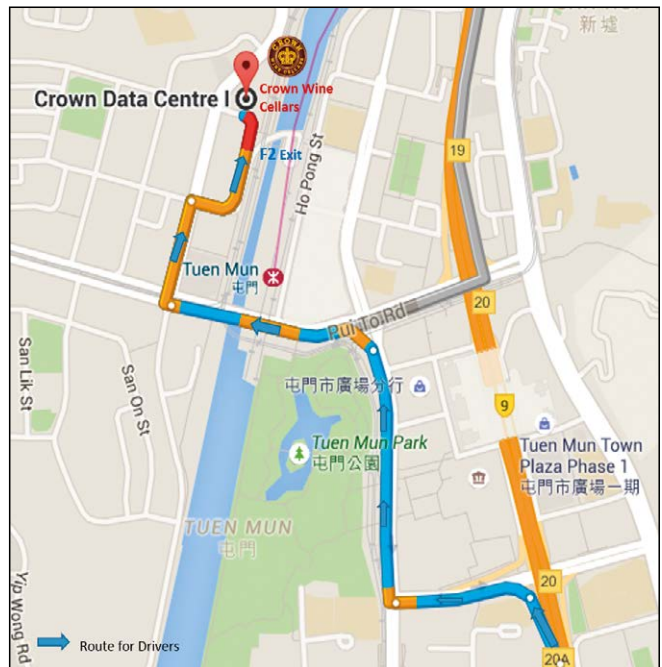 新墟
CROWN
WINE CELLARS
Crown Data Centre I
Crown Wine
Cellars
F2 Exit
Ho Pong St
19
Tuen Mun
屯門
20
Pui To Rd
San Lik St
San On St
屯門市廣場分行
9
Tuen Mun Park
屯門公園
Tuen Mun Town
Plaza Phase 1
屯門市廣場一期
TUEN MUN
屯門
Yip Wong Rd
20
Route for Drivers
20A